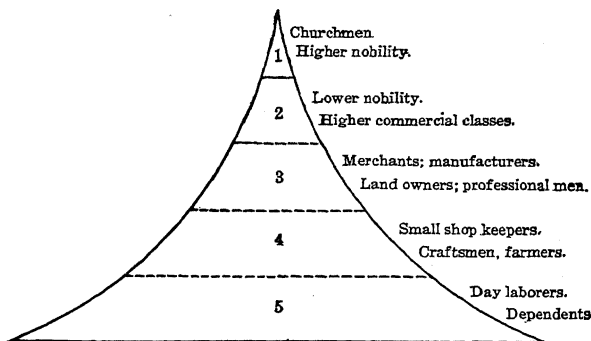 Churchmen.
Higher nobility.
1
Lower nobility.
2
Higher commercial classes.
Merchants; manufacturers.
3
Land owners; professional men.
Small shop keepers.
4
Craftsmen, farmers.
Day laborers.
5
Dependents